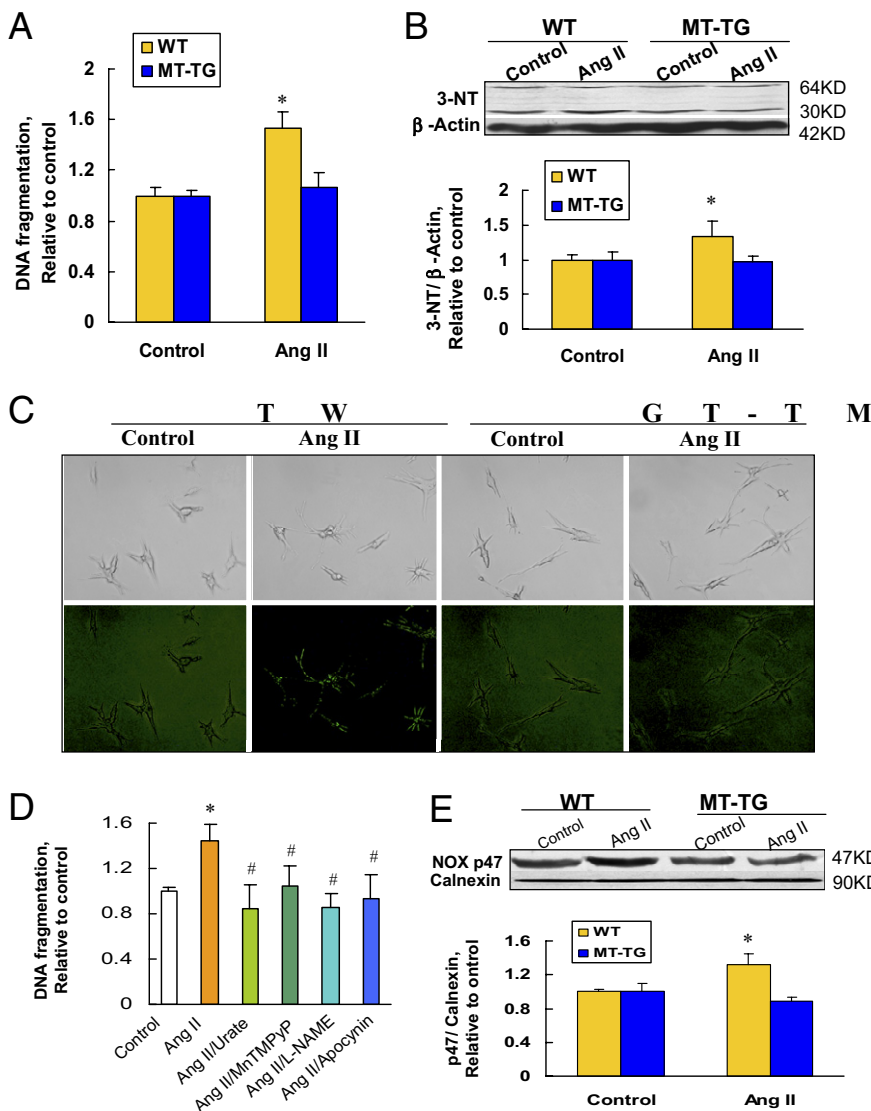 A
WT
MT-TG
DNA fragmentation,
Relative to control
2
1.6
1.2
0.8
0.4
0
*
Control
Ang II
B
WT
MT-TG
Control
Ang II
Control
Ang II
3-NT
β -Actin
64KD
30KD
42KD
WT
MT-TG
3-NT/ β -Actin,
Relative to control
2
1.5
1
0.5
0
*
Control
Ang II
C
T W G T - T M
Control Ang II Control Ang II
D
DNA fragmentation,
Relative to control
1.6
1.2
0.8
0.4
0
*
#
#
#
#
Control
Ang II
Ang II/Urate
Ang II/MnTMPyP
Ang II/L-NAME
Ang II/Apocynin
E
WT
MT-TG
Control
Ang II
Control
Ang II
NOX p47
Calnexin
47KD
90KD
WT
MT-TG
p47/ Calnexin,
Relative to ontrol
1.6
1.2
0.8
0.4
0
*
Control
Ang II